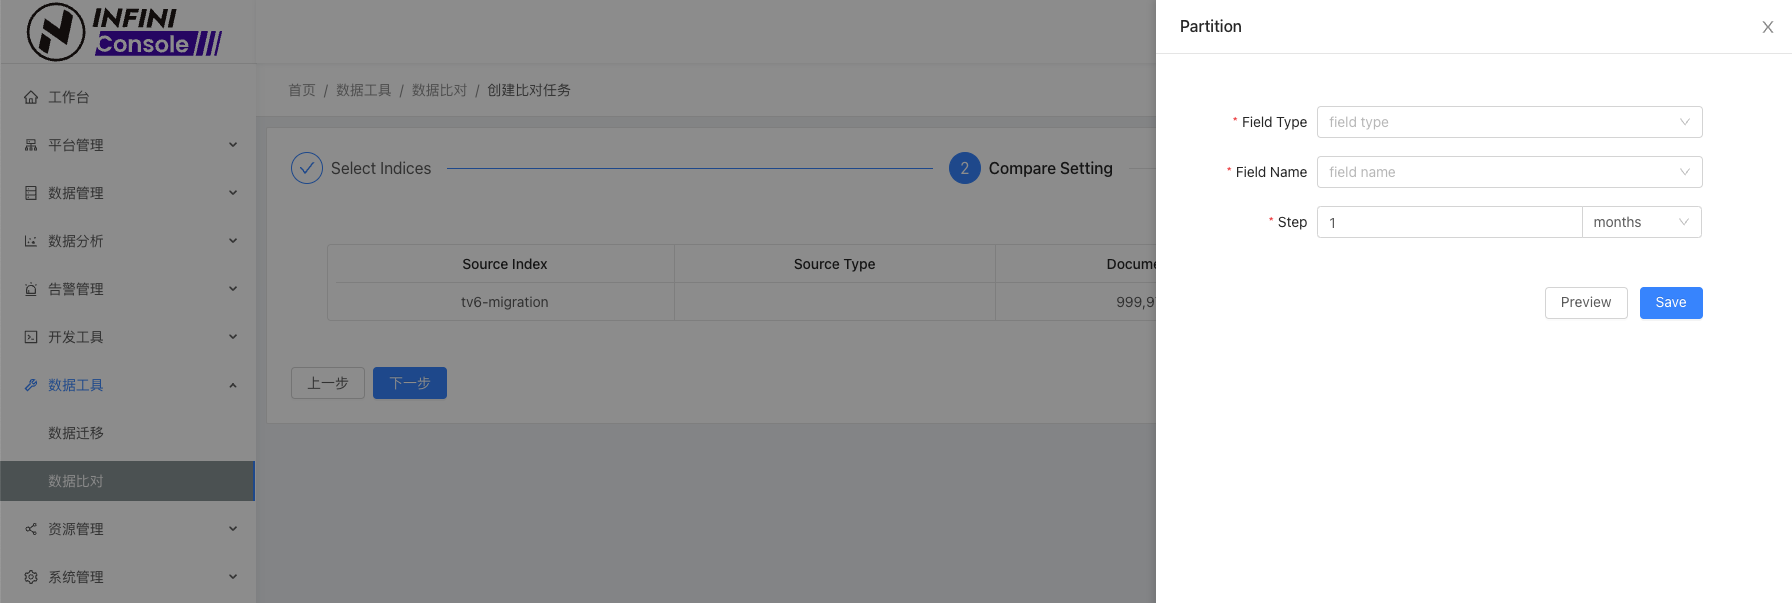 INFINI
Console
工作台
平台管理
数据管理
数据分析
告警管理
开发工具
数据工具
数据迁移
数据比对
资源管理
系统管理
首页 / 数据工具 / 数据比对 / 创建比对任务
Select Indices
2 Compare Setting
Source Index Source Type Docume
tv6-migration 999,9
上一步 下一步
Partition
* Field Type field type
* Field Name field name
* Step 1 months
Preview Save